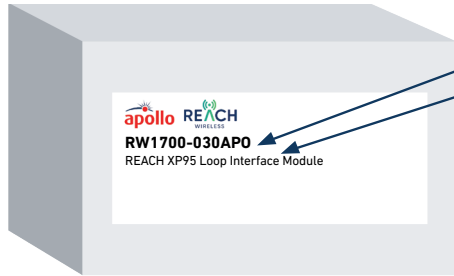 apollo REACH
WIRELESS
RW1700-030APO
REACH XP95 Loop Interface Module